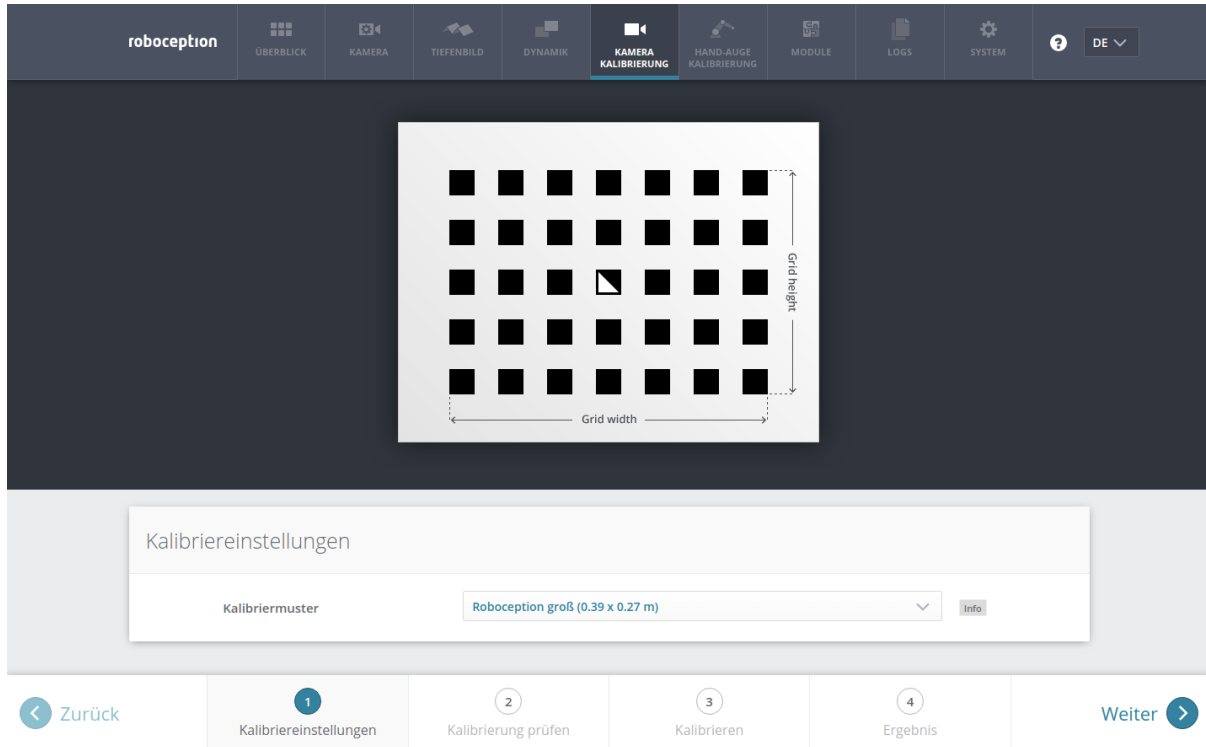 roboception
ÜBERBLICK
KAMERA
TIEFENBILD
DYNAMIK
KAMERA
KALIBRIERUNG
HAND-AUGE
KALIBRIERUNG
MODULE
LOGS
SYSTEM
?
DE
Grid height
Grid width
Kalibriereinstellungen
Kalibriermuster
Roboception groß (0.39 x 0.27 m)
Info
Zurück
1
Kalibriereinstellungen
2
Kalibrierung prüfen
3
Kalibrieren
4
Ergebnis
Weiter